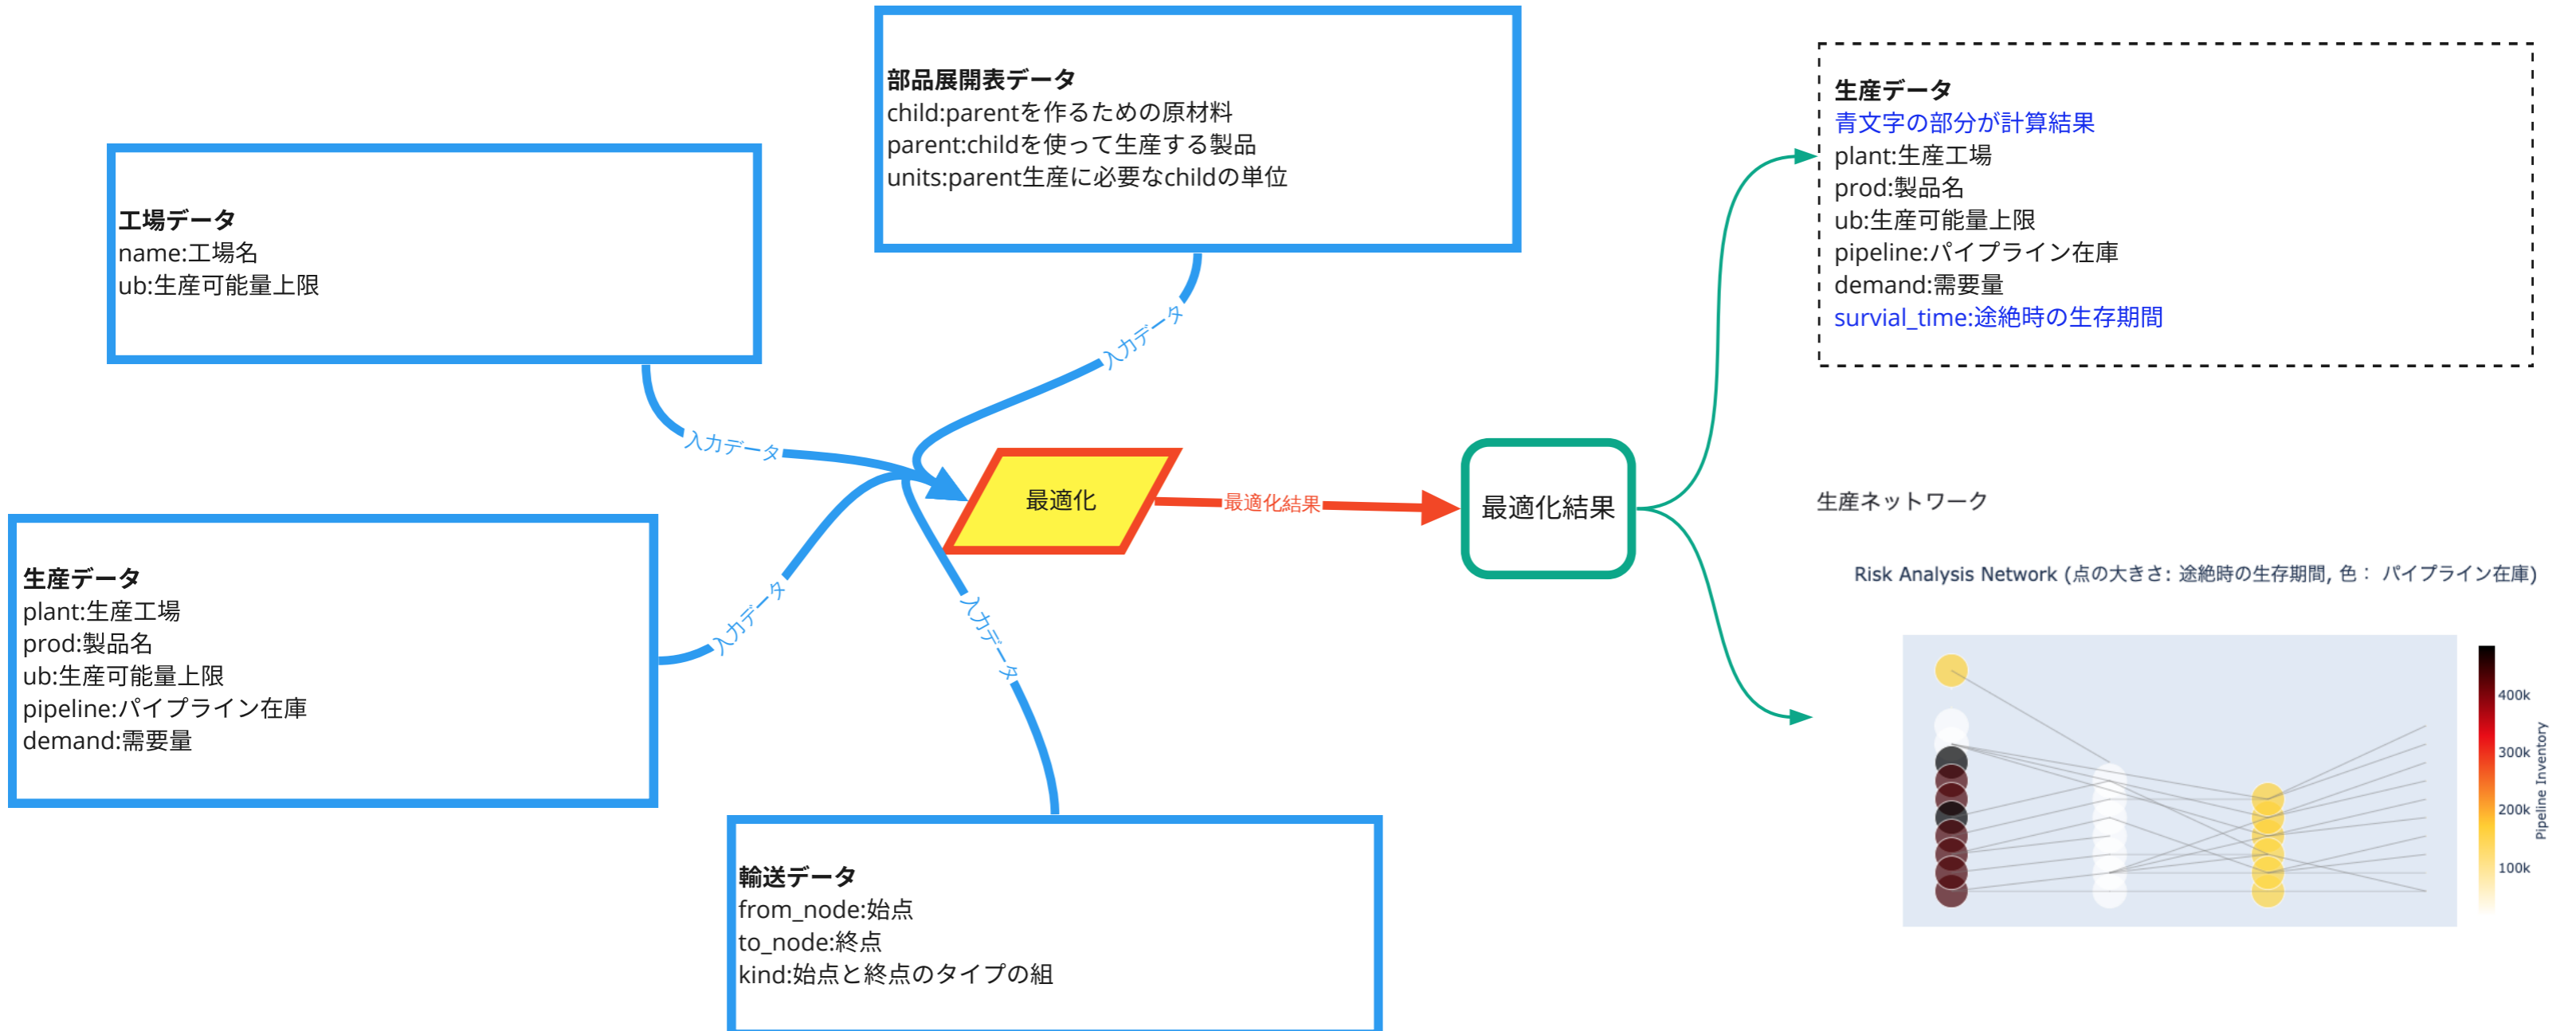 部品展開表データ
child:parentを作るための原材料
parent:childを使って生産する製品
units:parent生産に必要なchildの単位
工場データ
name:工場名
ub:生産可能量上限
生産データ
plant:生産工場
prod:製品名
ub:生産可能量上限
pipeline:パイプライン在庫
demand:需要量
輸送データ
from_node:始点
to_node:終点
kind:始点と終点のタイプの組
入力データ
入力データ
入力データ
入力データ
最適化
最適化結果
最適化結果
生産データ
青文字の部分が計算結果
plant:生産工場
prod:製品名
ub:生産可能量上限
pipeline:パイプライン在庫
demand:需要量
survial_time:途絶時の生存期間
生産ネットワーク
Risk Analysis Network (点の大きさ: 途絶時の生存期間, 色： パイプライン在庫)
400k
300k
200k
100k
Pipeline Inventory